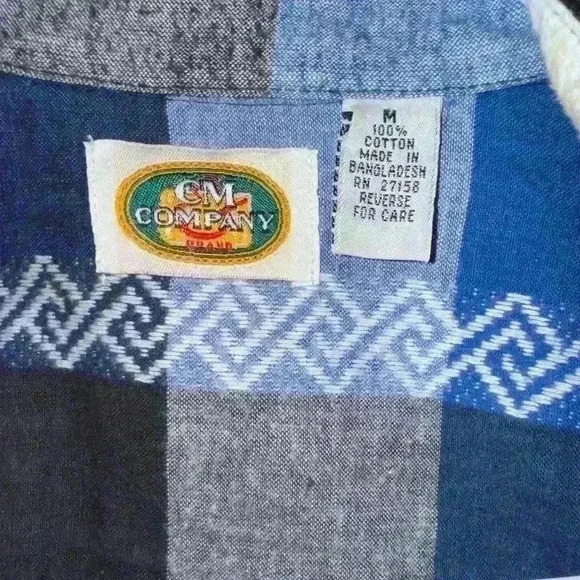 CM
COMPANY
BRAND
M
100%
COTTON
MADE IN
BANGLADESH
RN 27158
REVERSE
FOR CARE